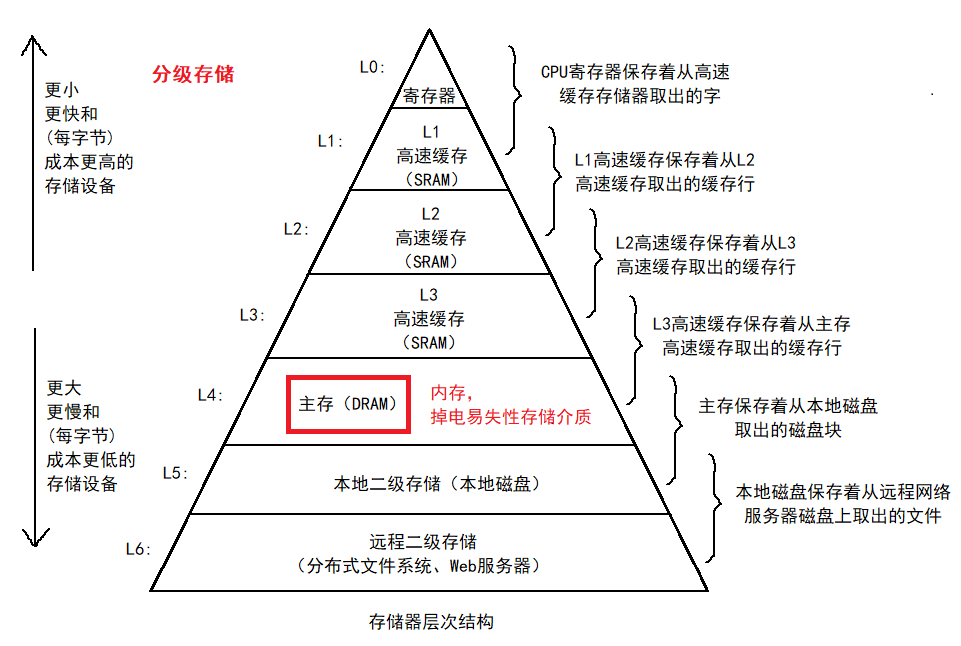 分级存储
更小
更快和
(每字节)
成本更高的
存储设备
更大
更慢和
(每字节)
成本更低的
存储设备
L0:
寄存器
CPU寄存器保存着从高速
缓存存储器取出的字
L1:
L1
高速缓存
(SRAM)
L1高速缓存保存着从L2
高速缓存取出的缓存行
L2:
L2
高速缓存
(SRAM)
L2高速缓存保存着从L3
高速缓存取出的缓存行
L3:
L3
高速缓存
(SRAM)
L3高速缓存保存着从主存
高速缓存取出的缓存行
L4:
主存（DRAM）
内存，
掉电易失性存储介质
主存保存着从本地磁盘
取出的磁盘块
L5:
本地二级存储（本地磁盘）
本地磁盘保存着从远程网络
服务器磁盘上取出的文件
L6:
远程二级存储
（分布式文件系统、Web服务器）
存储器层次结构